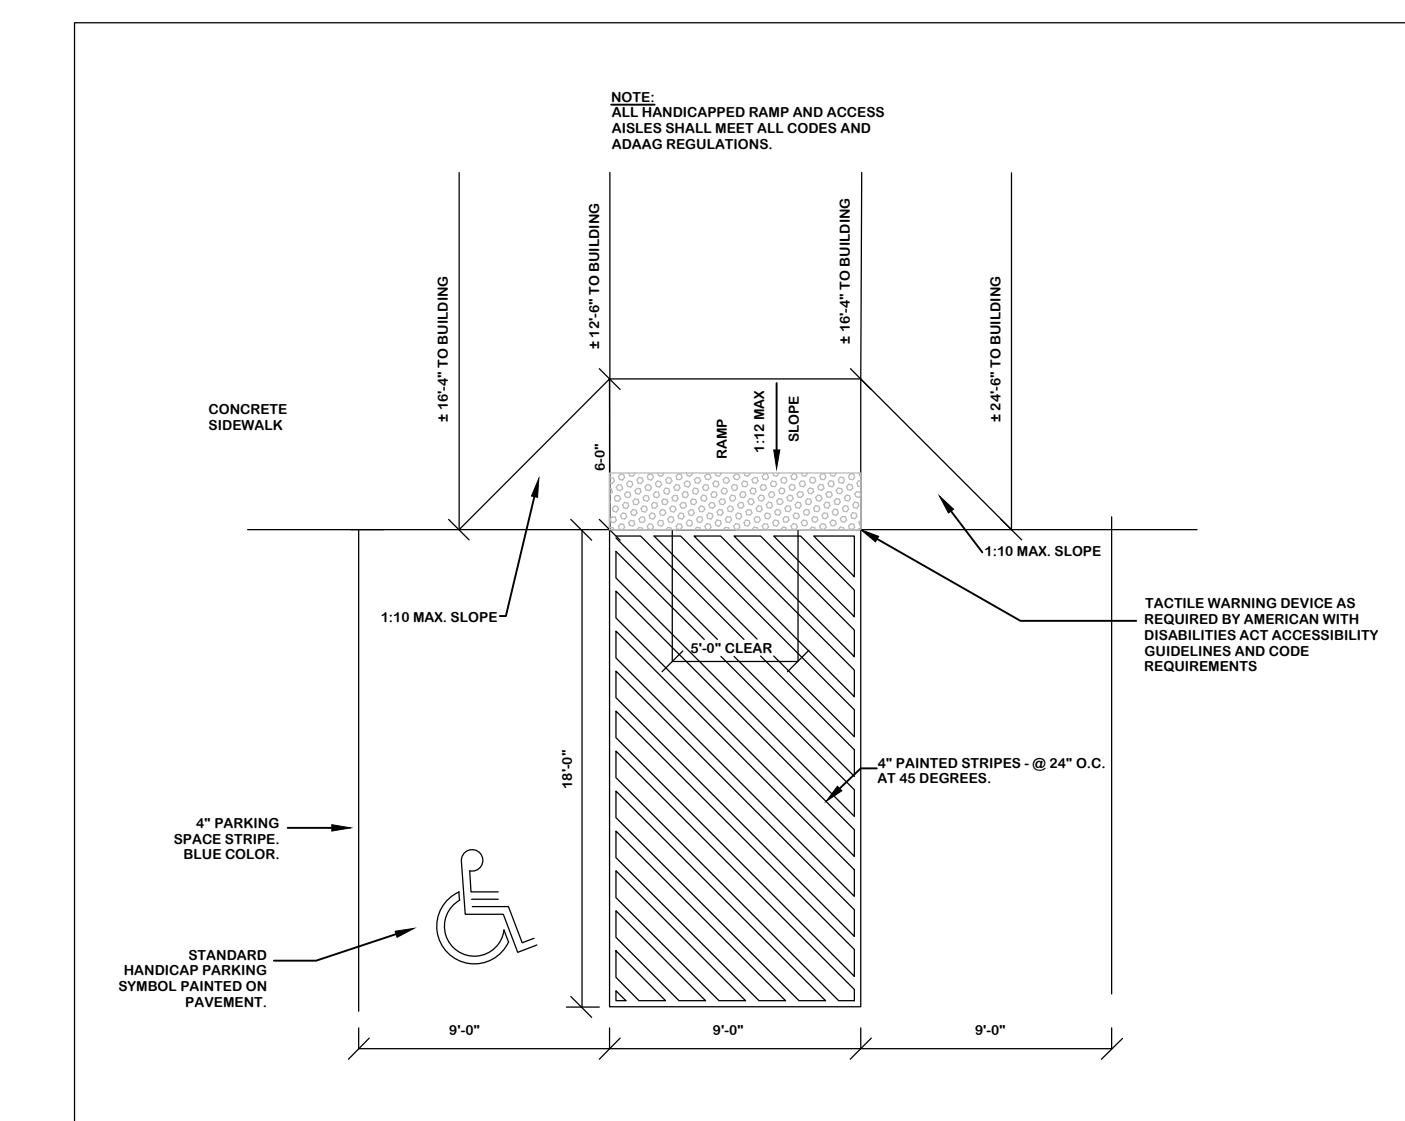 NOTE:
ALL HANDICAPPED RAMP AND ACCESS
AISLES SHALL MEET ALL CODES AND
ADAAG REGULATIONS.
± 16'-4" TO BUILDING
± 12'-6" TO BUILDING
± 16'-4" TO BUILDING
± 24'-6" TO BUILDING
CONCRETE
SIDEWALK
6-0"
RAMP
1:12 MAX
SLOPE
1:10 MAX. SLOPE
1:10 MAX. SLOPE
TACTILE WARNING DEVICE AS
REQUIRED BY AMERICAN WITH
DISABILITIES ACT ACCESSIBILITY
GUIDELINES AND CODE
REQUIREMENTS
5'-0" CLEAR
18'-0"
4" PAINTED STRIPES - @ 24" O.C.
AT 45 DEGREES.
4" PARKING
SPACE STRIPE.
BLUE COLOR.
STANDARD
HANDICAP PARKING
SYMBOL PAINTED ON
PAVEMENT.
9'-0"
9'-0"
9'-0"